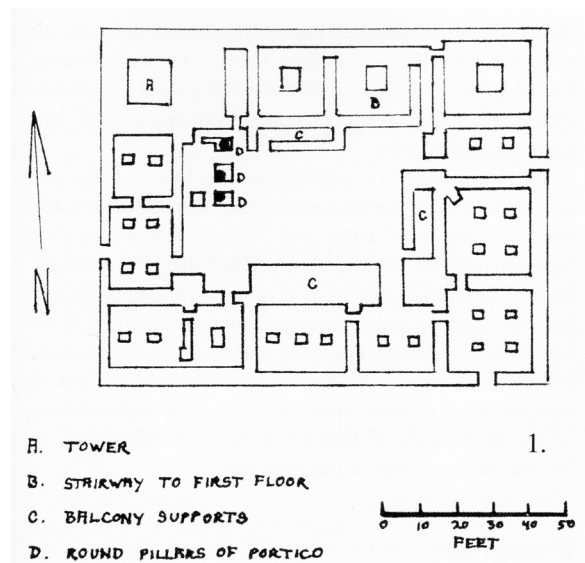 A
B
C
D
D
D
C
C
N
A. TOWER
1.
B. STAIRWAY TO FIRST FLOOR
C. BALCONY SUPPORTS
0 10 20 30 40 50
FEET
D. ROUND PILLARS OF PORTICO